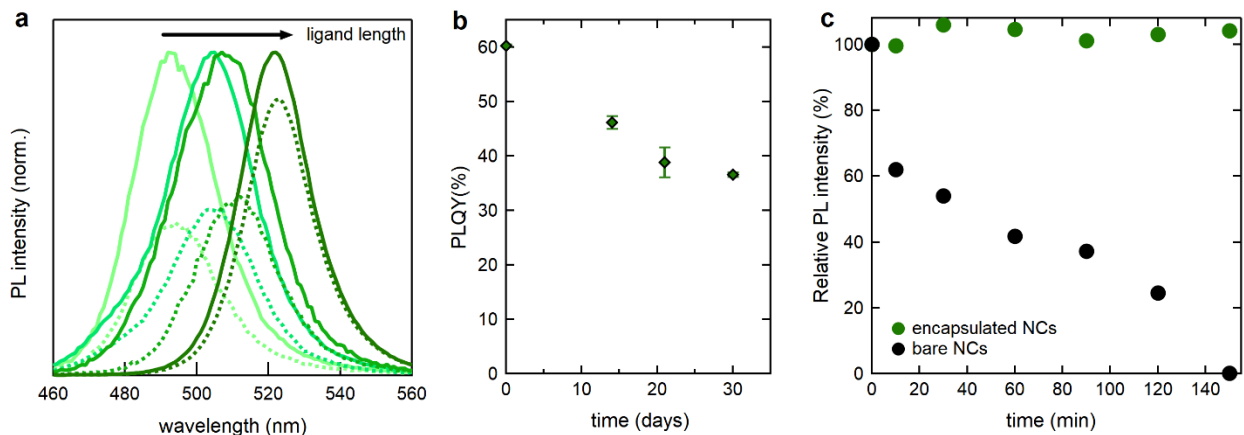 a
ligand length
PL intensity (norm.)
460 480 500 520 540 560
wavelength (nm)
b
60
50
40
30
20
10
0
PLQY(%)
0 10 20 30
time (days)
c
100
80
60
40
20
0
Relative PL intensity (%)
encapsulated NCs
bare NCs
0 20 40 60 80 100 120 140
time (min)